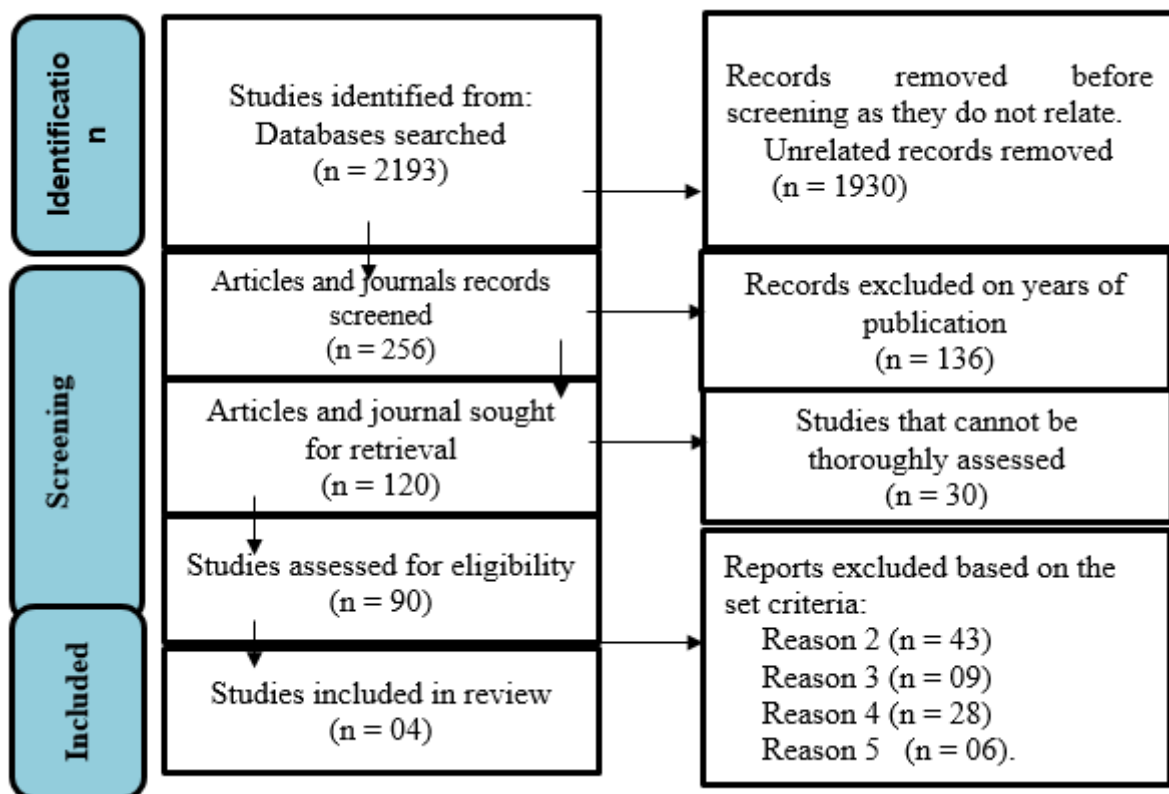 Identificatio
n
Studies identified from:
Databases searched
(n = 2193)
Records removed before
screening as they do not relate.
Unrelated records removed
(n = 1930)
Screening
Articles and journals records
screened
(n = 256)
Records excluded on years of
publication
(n = 136)
Articles and journal sought
for retrieval
(n = 120)
Studies that cannot be
thoroughly assessed
(n = 30)
Studies assessed for eligibility
(n = 90)
Reports excluded based on the
set criteria:
Reason 2 (n = 43)
Reason 3 (n = 09)
Reason 4 (n = 28)
Reason 5 (n = 06).
Included
Studies included in review
(n = 04)